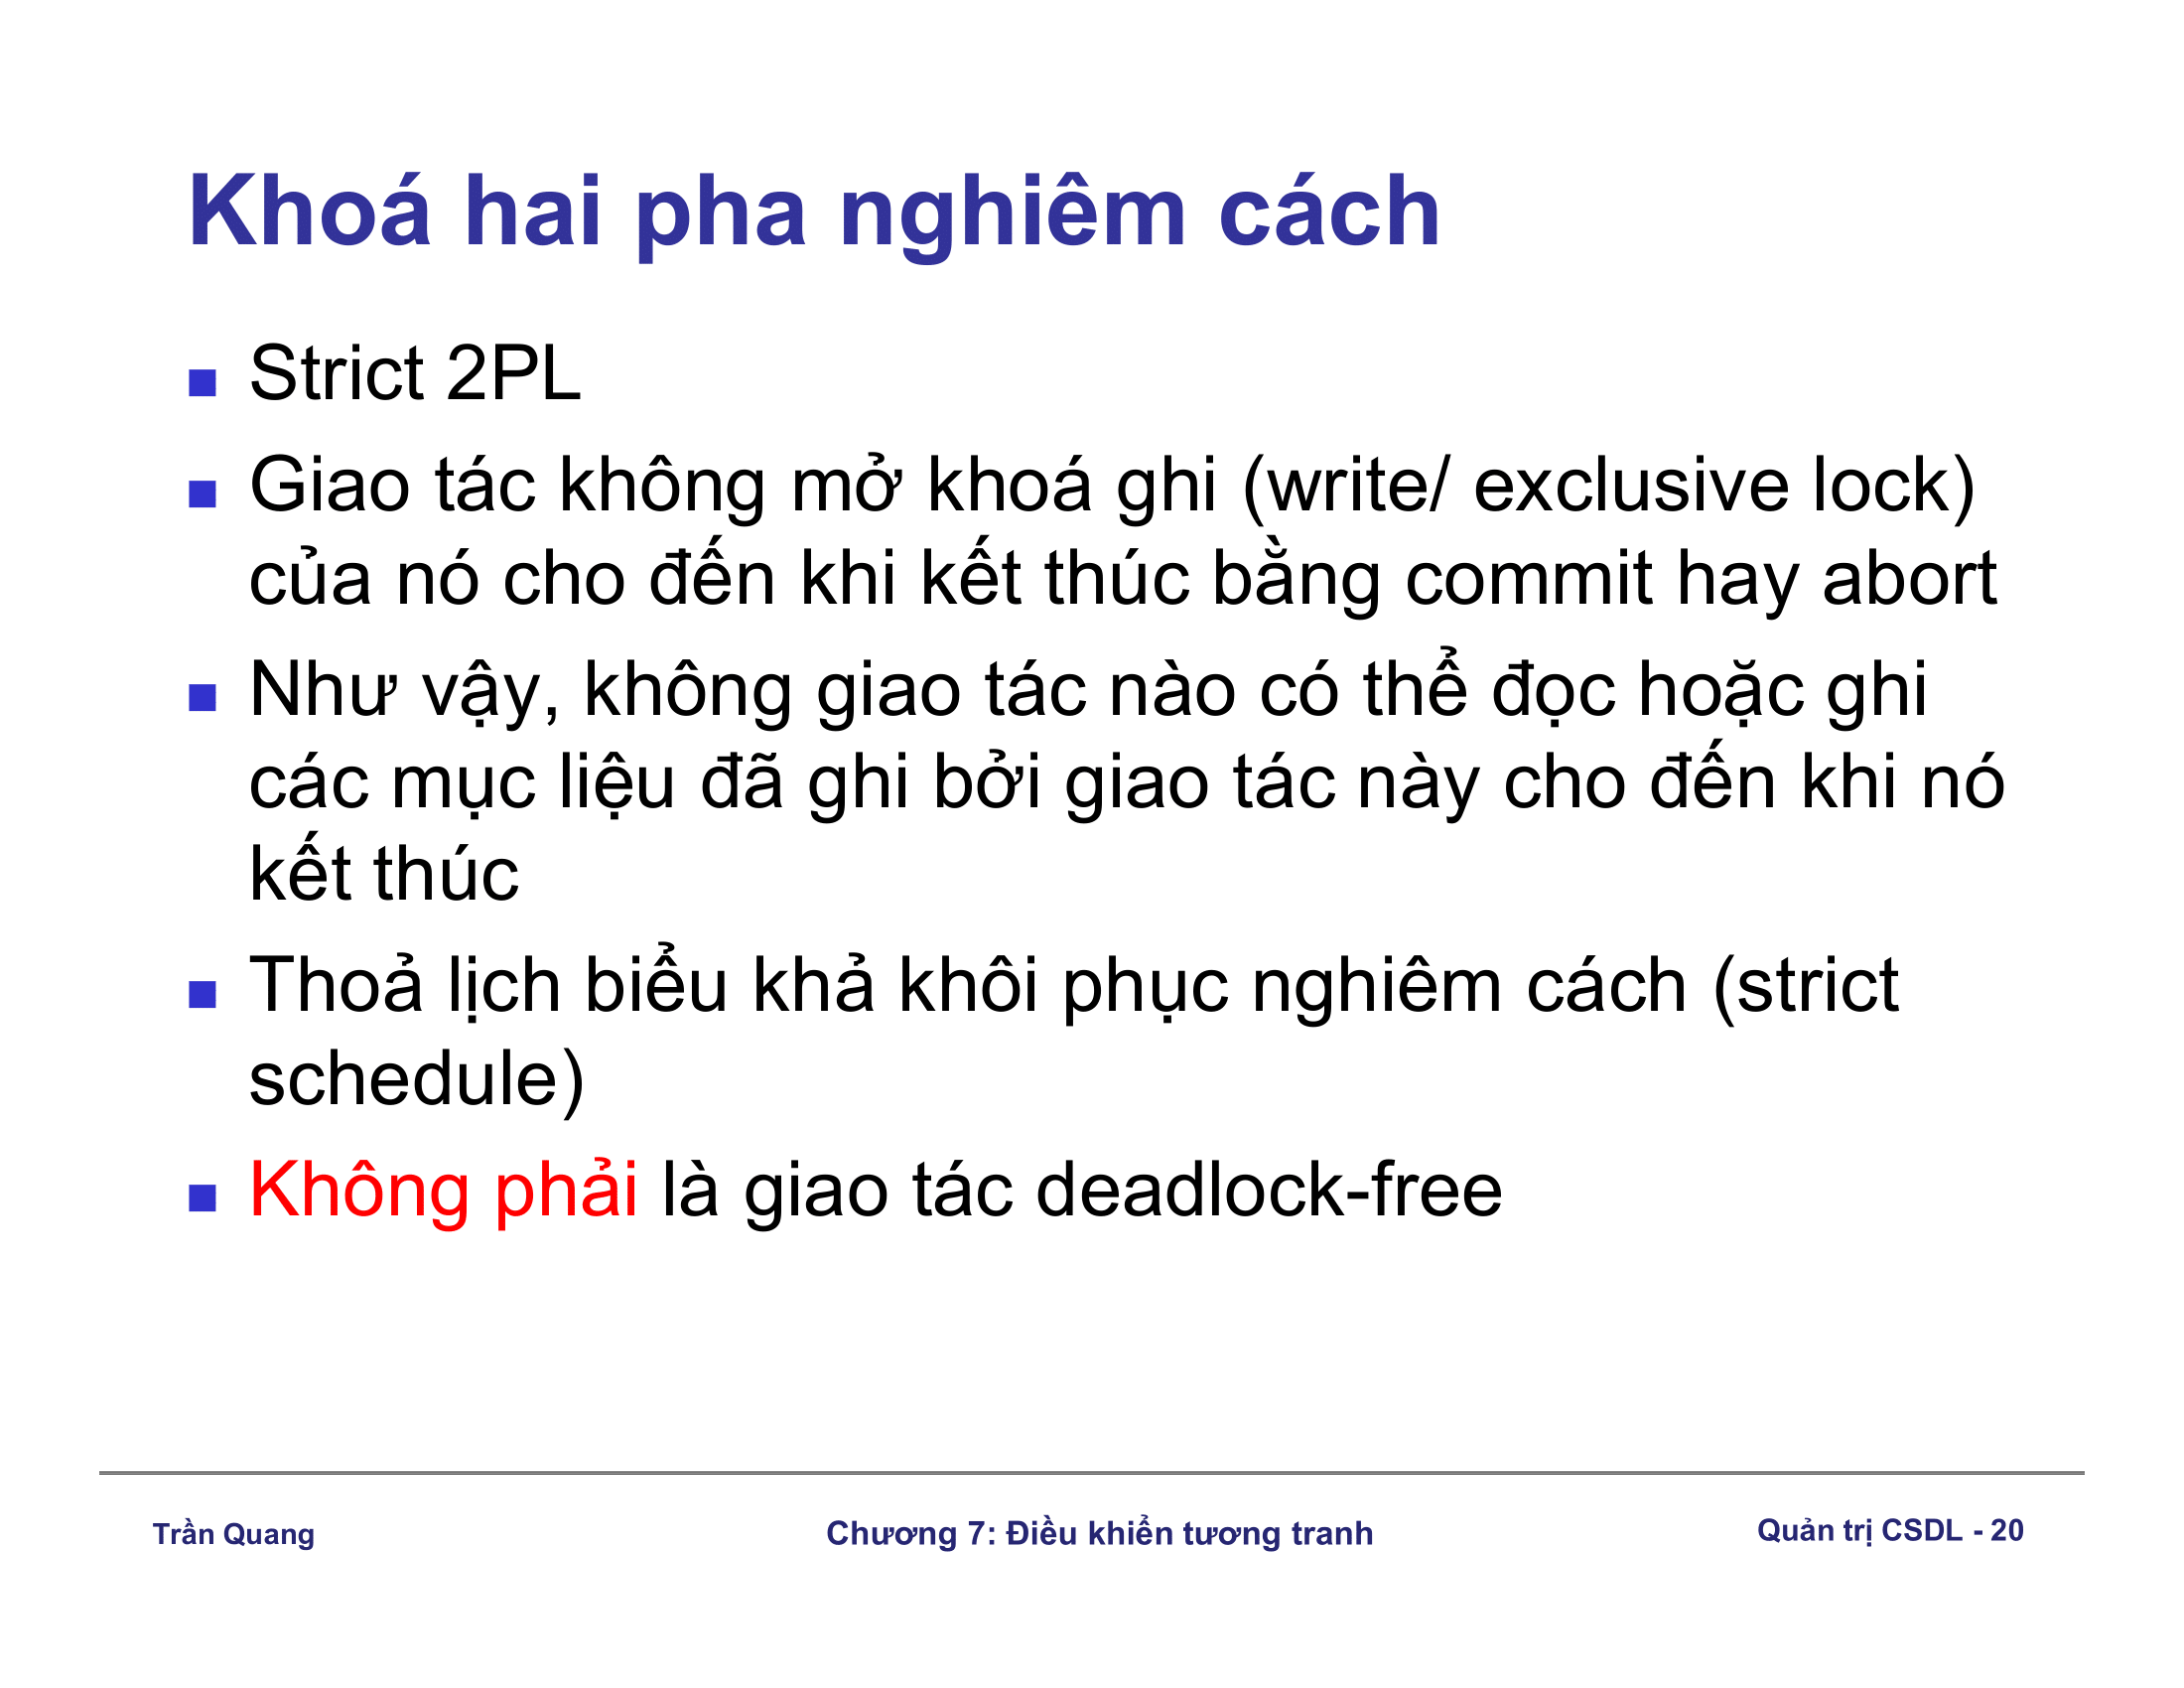 Khoá hai pha nghiêm cách
Strict 2PL
Giao tác không mở khoá ghi (write/ exclusive lock)
của nó cho đến khi kết thúc bằng commit hay abort
Như vậy, không giao tác nào có thể đọc hoặc ghi
các mục liệu đã ghi bởi giao tác này cho đến khi nó
kết thúc
Thoả lịch biểu khả khôi phục nghiêm cách (strict
schedule)
Không phải là giao tác deadlock-free
Trần Quang
Chương 7: Điều khiển tương tranh
Quản trị CSDL - 20